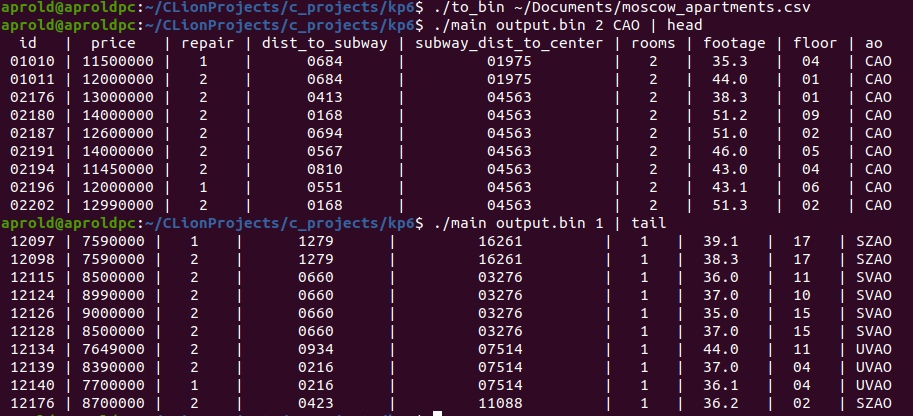 aprold@aproldpc:~/CLionProjects/c_projects/kp6$ ./to_bin ~/Documents/moscow_apartments.csv
aprold@aproldpc:~/CLionProjects/c_projects/kp6$ ./main output.bin 2 CAO | head
id | price | repair | dist_to_subway | subway_dist_to_center | rooms | footage | floor | ao
01010 | 11500000 | 1 | 0684 | 01975 | 2 | 35.3 | 04 | CAO
01011 | 12000000 | 2 | 0684 | 01975 | 2 | 44.0 | 01 | CAO
02176 | 13000000 | 2 | 0413 | 04563 | 2 | 38.3 | 01 | CAO
02180 | 14000000 | 2 | 0168 | 04563 | 2 | 51.2 | 09 | CAO
02187 | 12600000 | 2 | 0694 | 04563 | 2 | 51.0 | 02 | CAO
02191 | 14000000 | 2 | 0567 | 04563 | 2 | 46.0 | 05 | CAO
02194 | 11450000 | 2 | 0810 | 04563 | 2 | 43.0 | 04 | CAO
02196 | 12000000 | 1 | 0551 | 04563 | 2 | 43.1 | 06 | CAO
02202 | 12990000 | 2 | 0168 | 04563 | 2 | 51.3 | 02 | CAO
aprold@aproldpc:~/CLionProjects/c_projects/kp6$ ./main output.bin 1 | tail
12097 | 7590000 | 1 | 1279 | 16261 | 1 | 39.1 | 17 | SZAO
12098 | 7590000 | 2 | 1279 | 16261 | 1 | 38.3 | 17 | SZAO
12115 | 8500000 | 2 | 0660 | 03276 | 1 | 36.0 | 11 | SVAO
12124 | 8990000 | 2 | 0660 | 03276 | 1 | 37.0 | 10 | SVAO
12126 | 9000000 | 2 | 0660 | 03276 | 1 | 35.0 | 15 | SVAO
12128 | 8500000 | 2 | 0660 | 03276 | 1 | 37.0 | 15 | SVAO
12134 | 7649000 | 2 | 0934 | 07514 | 1 | 44.0 | 11 | UVAO
12139 | 8390000 | 2 | 0216 | 07514 | 1 | 37.0 | 04 | UVAO
12140 | 7700000 | 1 | 0216 | 07514 | 1 | 36.1 | 04 | UVAO
12176 | 8700000 | 2 | 0423 | 11088 | 1 | 36.2 | 02 | SZAO